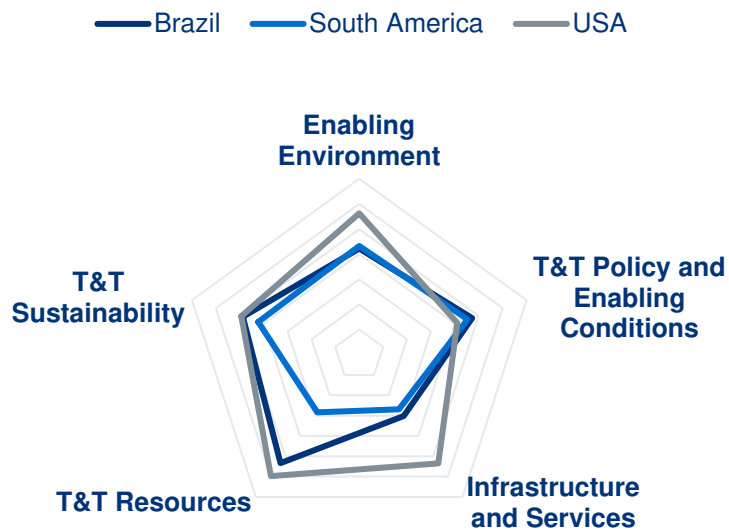 Brazil South America USA
Enabling
Environment
T&T Policy and
Enabling
Conditions
T&T
Sustainability
T&T Resources
Infrastructure
and Services